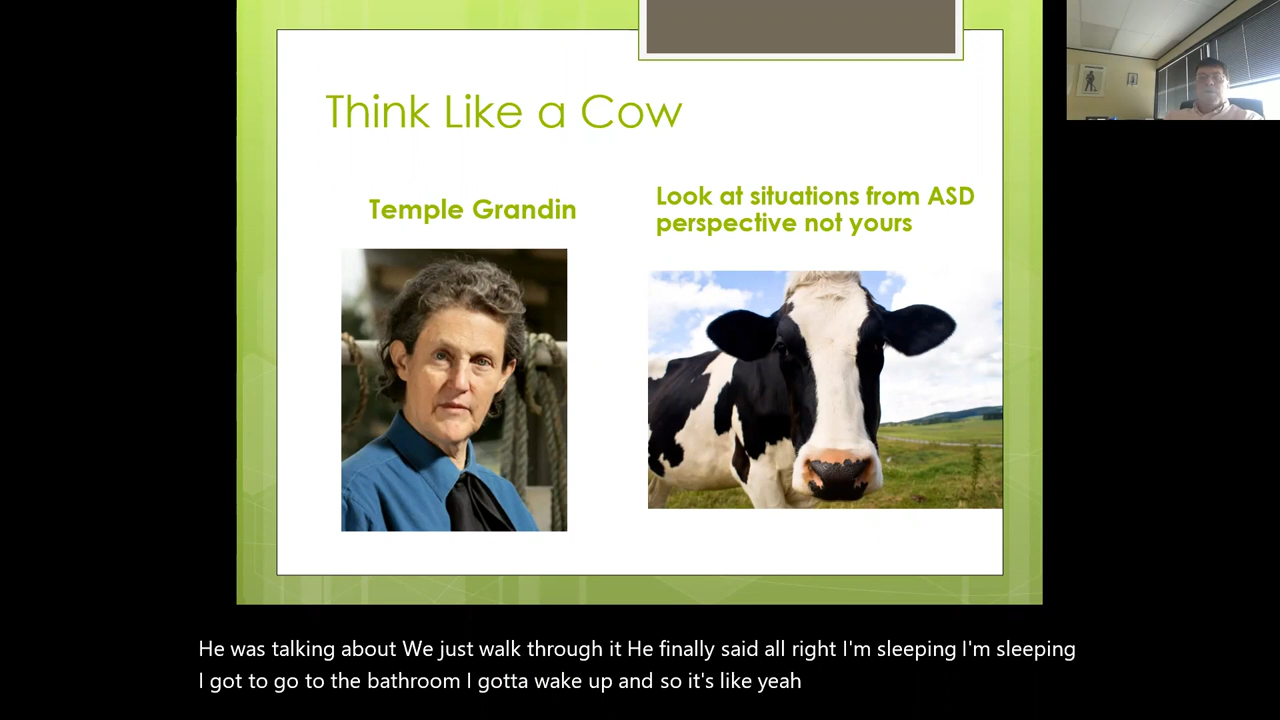 Think Like a Cow
Temple Grandin
Look at situations from ASD
perspective not yours
He was talking about We just walk through it He finally said all right I'm sleeping I'm sleeping
I got to go to the bathroom I gotta wake up and so it's like yeah